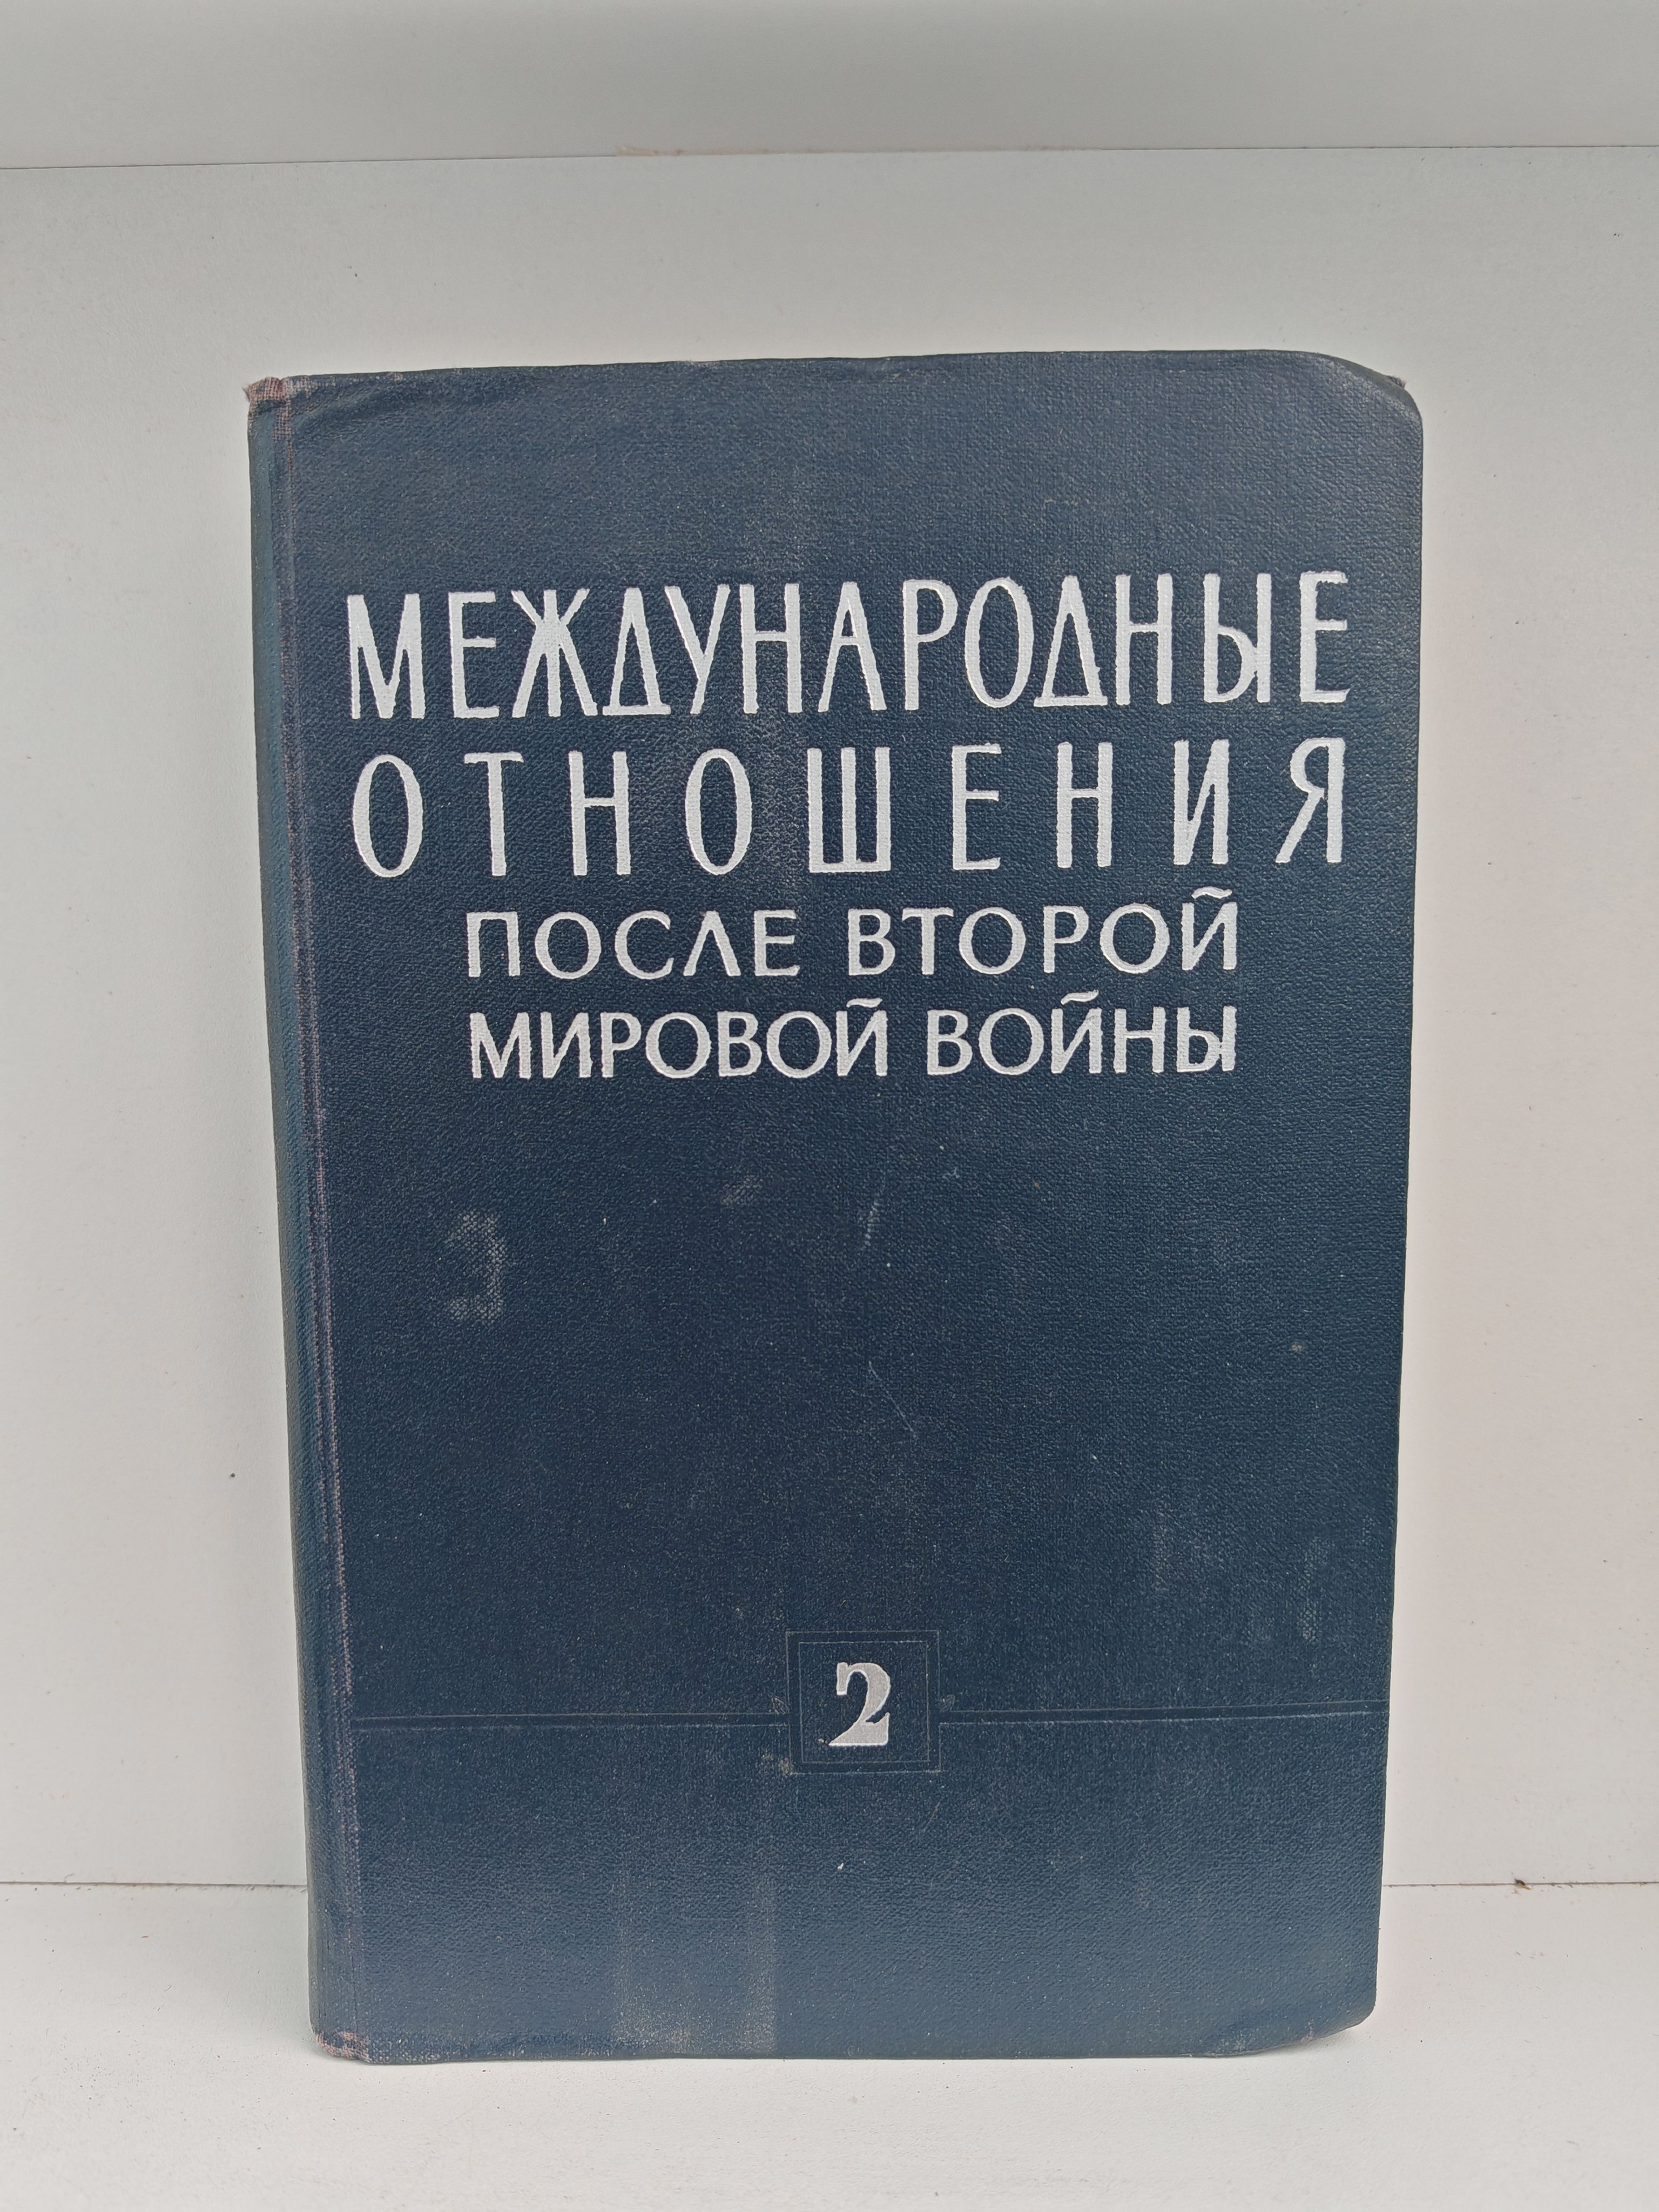 МЕЖДУНАРОДНЫЕ
ОТНОШЕНИЯ
ПОСЛЕ ВТОРОЙ
МИРОВОЙ ВОЙНЫ
2